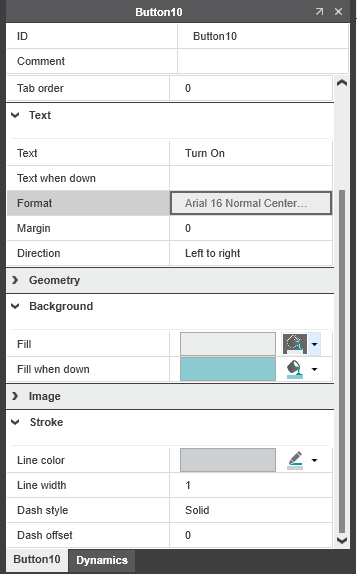 Button10
ID Button10
Comment
Tab order 0
Text
Text Turn On
Text when down
Format Arial 16 Normal Center...
Margin 0
Direction Left to right
Geometry
Background
Fill
Fill when down
Image
Stroke
Line color
Line width 1
Dash style Solid
Dash offset 0
Button10 Dynamics